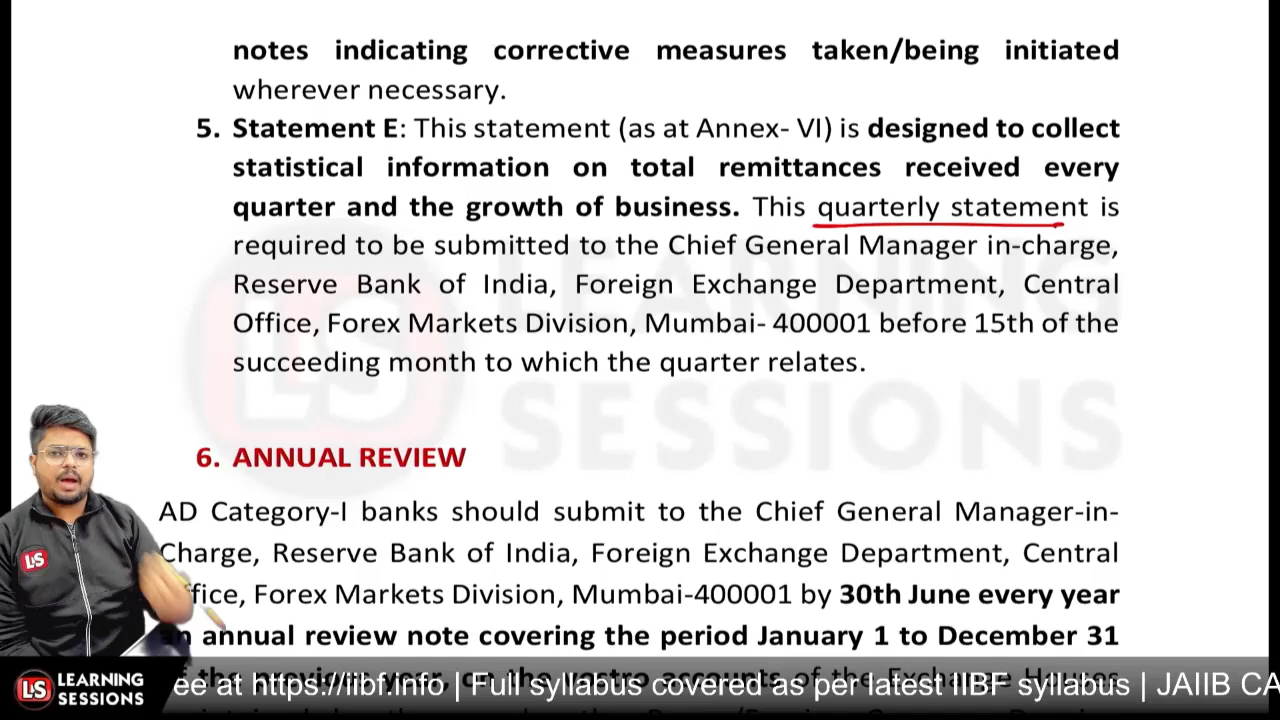 notes indicating corrective measures taken/being initiated
wherever necessary.
5. Statement E: This statement (as at Annex- VI) is designed to collect
statistical information on total remittances received every
quarter and the growth of business. This quarterly statement is
required to be submitted to the Chief General Manager in-charge,
Reserve Bank of India, Foreign Exchange Department, Central
Office, Forex Markets Division, Mumbai- 400001 before 15th of the
succeeding month to which the quarter relates.
LS LEARNING
SESSIONS
6. ANNUAL REVIEW
AD Category-I banks should submit to the Chief General Manager-in-
Charge, Reserve Bank of India, Foreign Exchange Department, Central
ffice, Forex Markets Division, Mumbai-400001 by 30th June every year
an annual review note covering the period January 1 to December 31
LS
LS LEARNING
SESSIONS
ee at https://iibf.info | Full syllabus covered as per latest IIBF syllabus | JAIIB CA